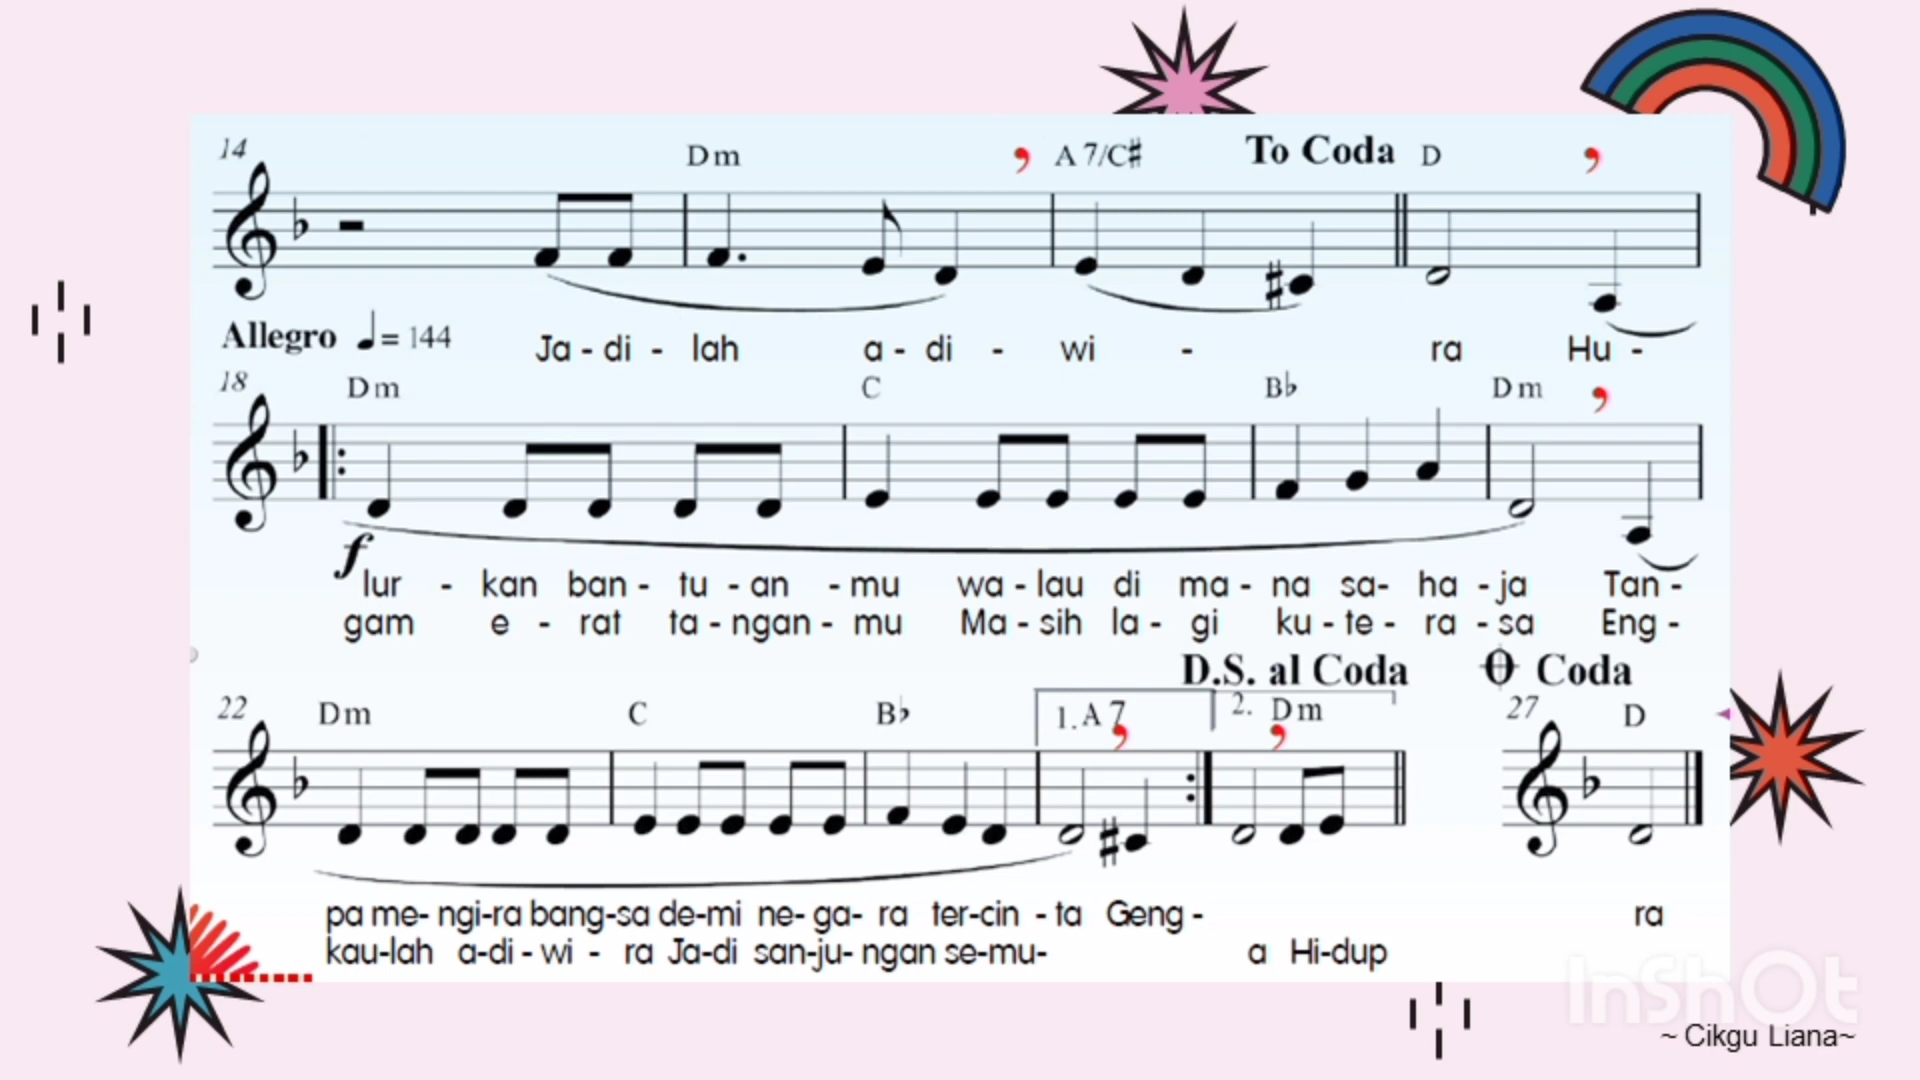 14 Dm A 7/C# To Coda D
Allegro ♩= 144
Ja - di - lah a - di - wi - ra Hu -
18 Dm C B♭ Dm
f
lur - kan ban - tu - an - mu wa - lau di ma - na sa- ha - ja Tan -
gam e - rat ta - ngan - mu Ma - sih la - gi ku - te - ra - sa Eng -
D.S. al Coda Coda
22 Dm C B♭ 1. A 7 2. Dm 27 D
pa me- ngi-ra bang-sa de-mi ne- ga- ra ter-cin - ta Geng - ra
kau-lah a-di - wi - ra Ja-di san-ju- ngan se-mu- a Hi-dup
InShOt
~ Cikgu Liana~